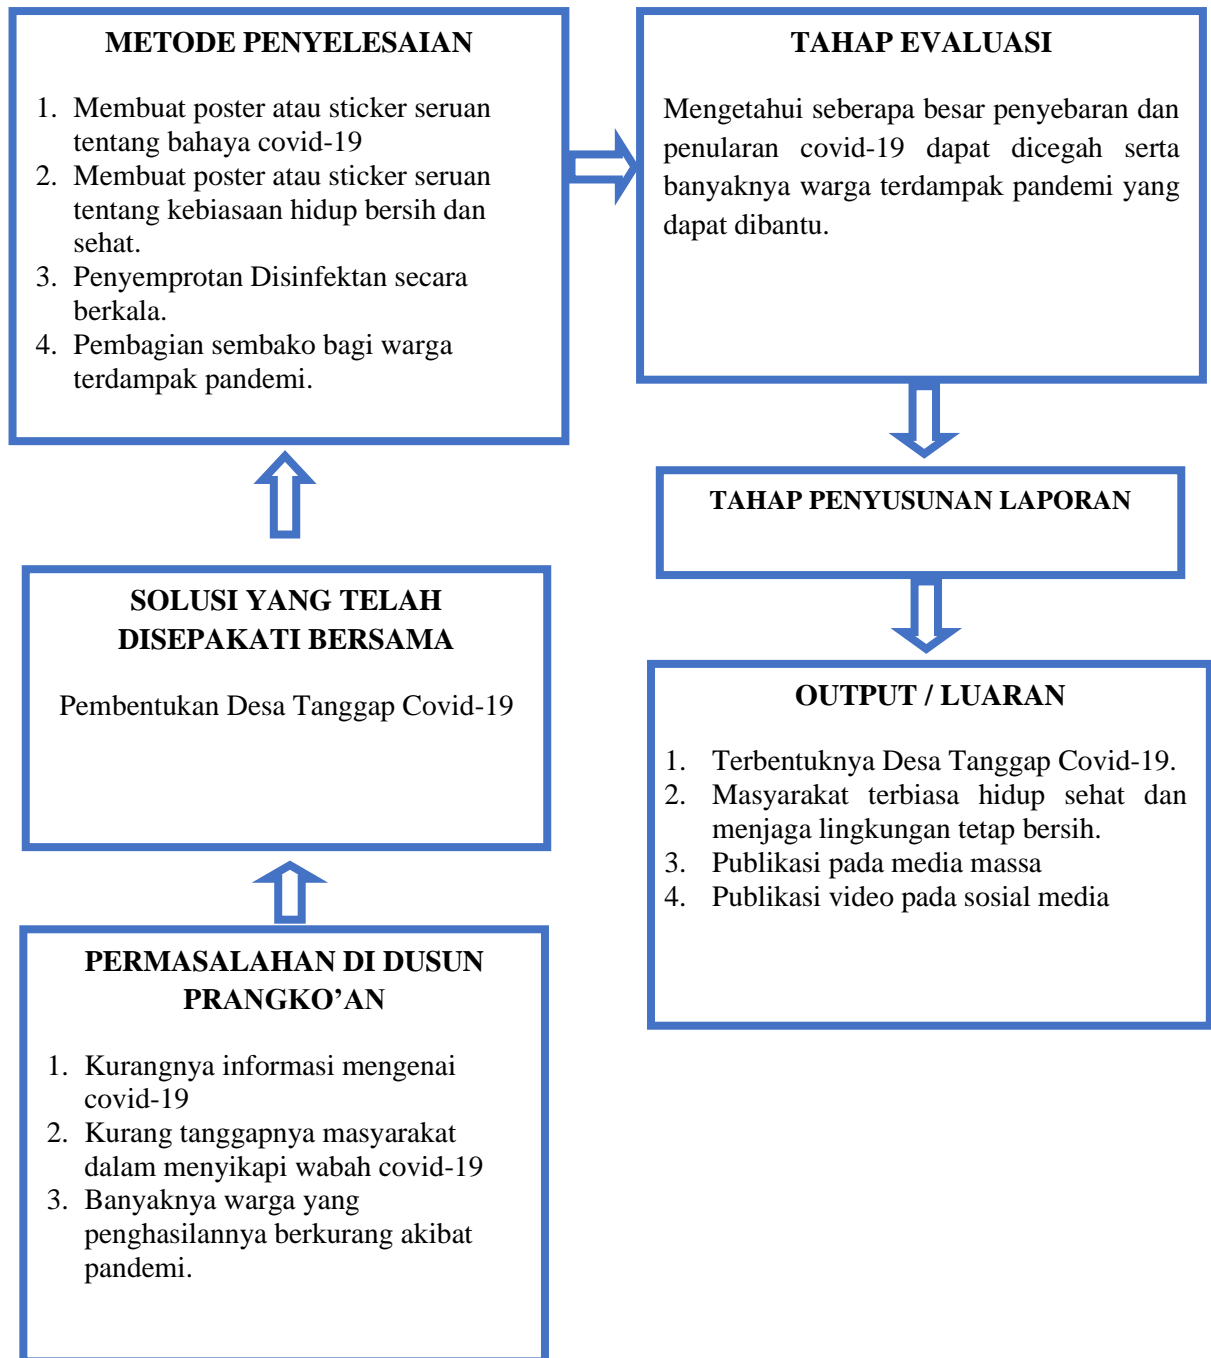 METODE PENYELESAIAN
1. Membuat poster atau sticker seruan
tentang bahaya covid-19
2. Membuat poster atau sticker seruan
tentang kebiasaan hidup bersih dan
sehat.
3. Penyemprotan Disinfektan secara
berkala.
4. Pembagian sembako bagi warga
terdampak pandemi.
TAHAP EVALUASI
Mengetahui seberapa besar penyebaran dan
penularan covid-19 dapat dicegah serta
banyaknya warga terdampak pandemi yang
dapat dibantu.
TAHAP PENYUSUNAN LAPORAN
SOLUSI YANG TELAH
DISEPAKATI BERSAMA
Pembentukan Desa Tanggap Covid-19
OUTPUT / LUARAN
1. Terbentuknya Desa Tanggap Covid-19.
2. Masyarakat terbiasa hidup sehat dan
menjaga lingkungan tetap bersih.
3. Publikasi pada media massa
4. Publikasi video pada sosial media
PERMASALAHAN DI DUSUN
PRANGKO’AN
1. Kurangnya informasi mengenai
covid-19
2. Kurang tanggapnya masyarakat
dalam menyikapi wabah covid-19
3. Banyaknya warga yang
penghasilannya berkurang akibat
pandemi.